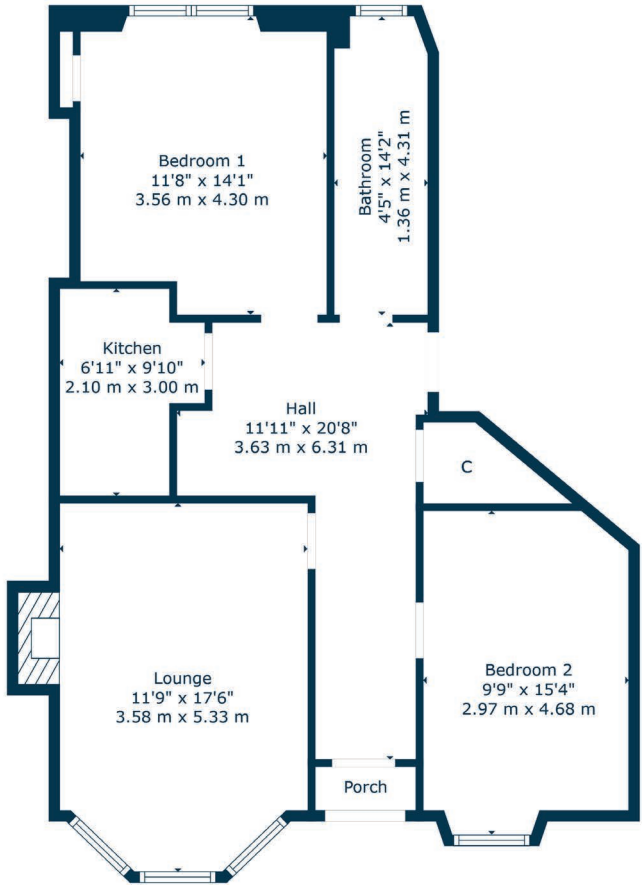 Bedroom 1
11'8" x 14'1"
3.56 m x 4.30 m
Bathroom
4'5" x 14'2"
1.36 m x 4.31 m
Kitchen
6'11" x 9'10"
2.10 m x 3.00 m
Hall
11'11" x 20'8"
3.63 m x 6.31 m
C
Lounge
11'9" x 17'6"
3.58 m x 5.33 m
Bedroom 2
9'9" x 15'4"
2.97 m x 4.68 m
Porch